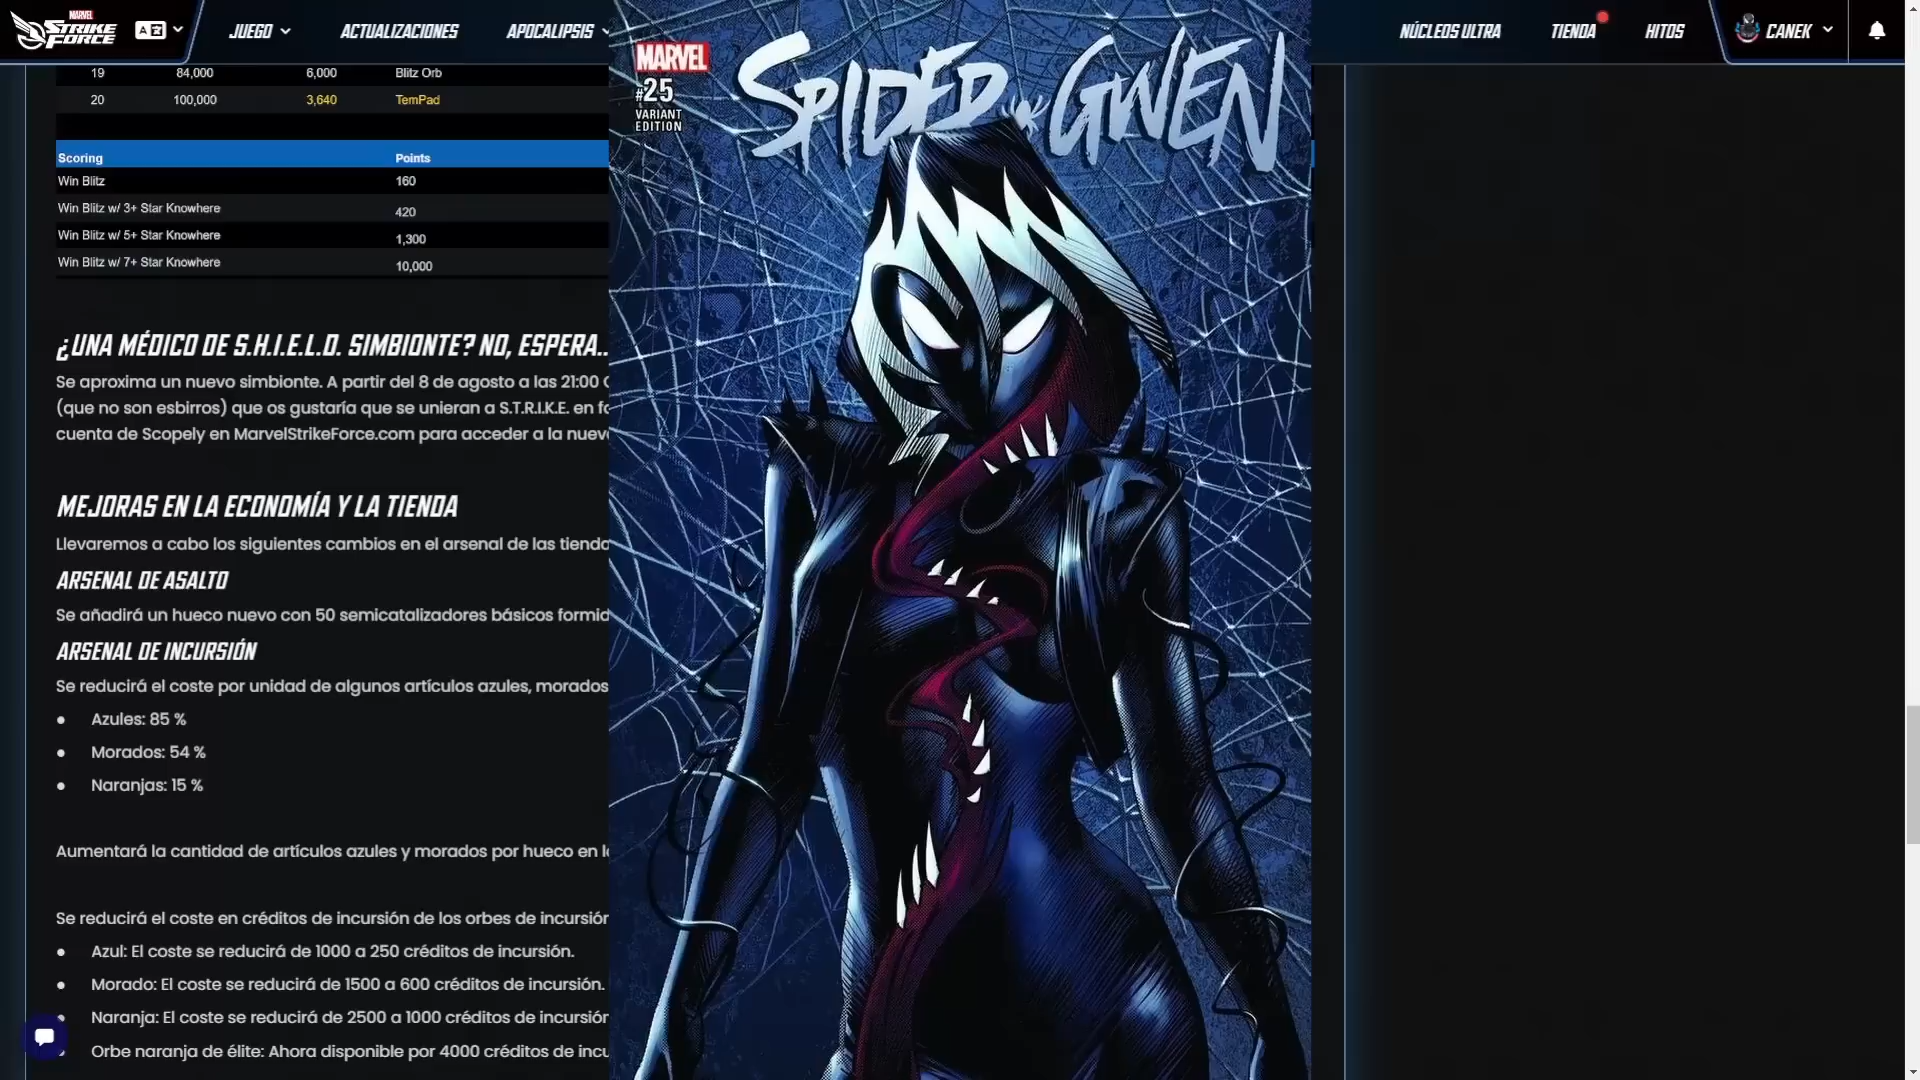 MARVEL
STRIKE
FORCE
JUEGO
ACTUALIZACIONES
APOCALIPSIS
NÚCLEOS ULTRA
TIENDA
HITOS
CANEK
19 84,000 6,000 Blitz Orb
20 100,000 3,640 TemPad
Scoring Points
Win Blitz 160
Win Blitz w/ 3+ Star Knowhere 420
Win Blitz w/ 5+ Star Knowhere 1,300
Win Blitz w/ 7+ Star Knowhere 10,000
¿UNA MÉDICO DE S.H.I.E.L.D. SIMBIONTE? NO, ESPERA..
Se aproxima un nuevo simbionte. A partir del 8 de agosto a las 21:00
(que no son esbirros) que os gustaría que se unieran a S.T.R.I.K.E. en
cuenta de Scopely en MarvelStrikeForce.com para acceder a la
MEJORAS EN LA ECONOMÍA Y LA TIENDA
Llevaremos a cabo los siguientes cambios en el arsenal de las
ARSENAL DE ASALTO
Se añadirá un hueco nuevo con 50 semicatalizadores básicos
ARSENAL DE INCURSIÓN
Se reducirá el coste por unidad de algunos artículos azules, morados
● Azules: 85 %
● Morados: 54 %
● Naranjas: 15 %
Aumentará la cantidad de artículos azules y morados por hueco en
Se reducirá el coste en créditos de incursión de los orbes de incursión
● Azul: El coste se reducirá de 1000 a 250 créditos de incursión.
● Morado: El coste se reducirá de 1500 a 600 créditos de incursión.
● Naranja: El coste se reducirá de 2500 a 1000 créditos de incursión
Orbe naranja de élite: Ahora disponible por 4000 créditos de
MARVEL
#25
VARIANT
EDITION
SPIDER GWEN